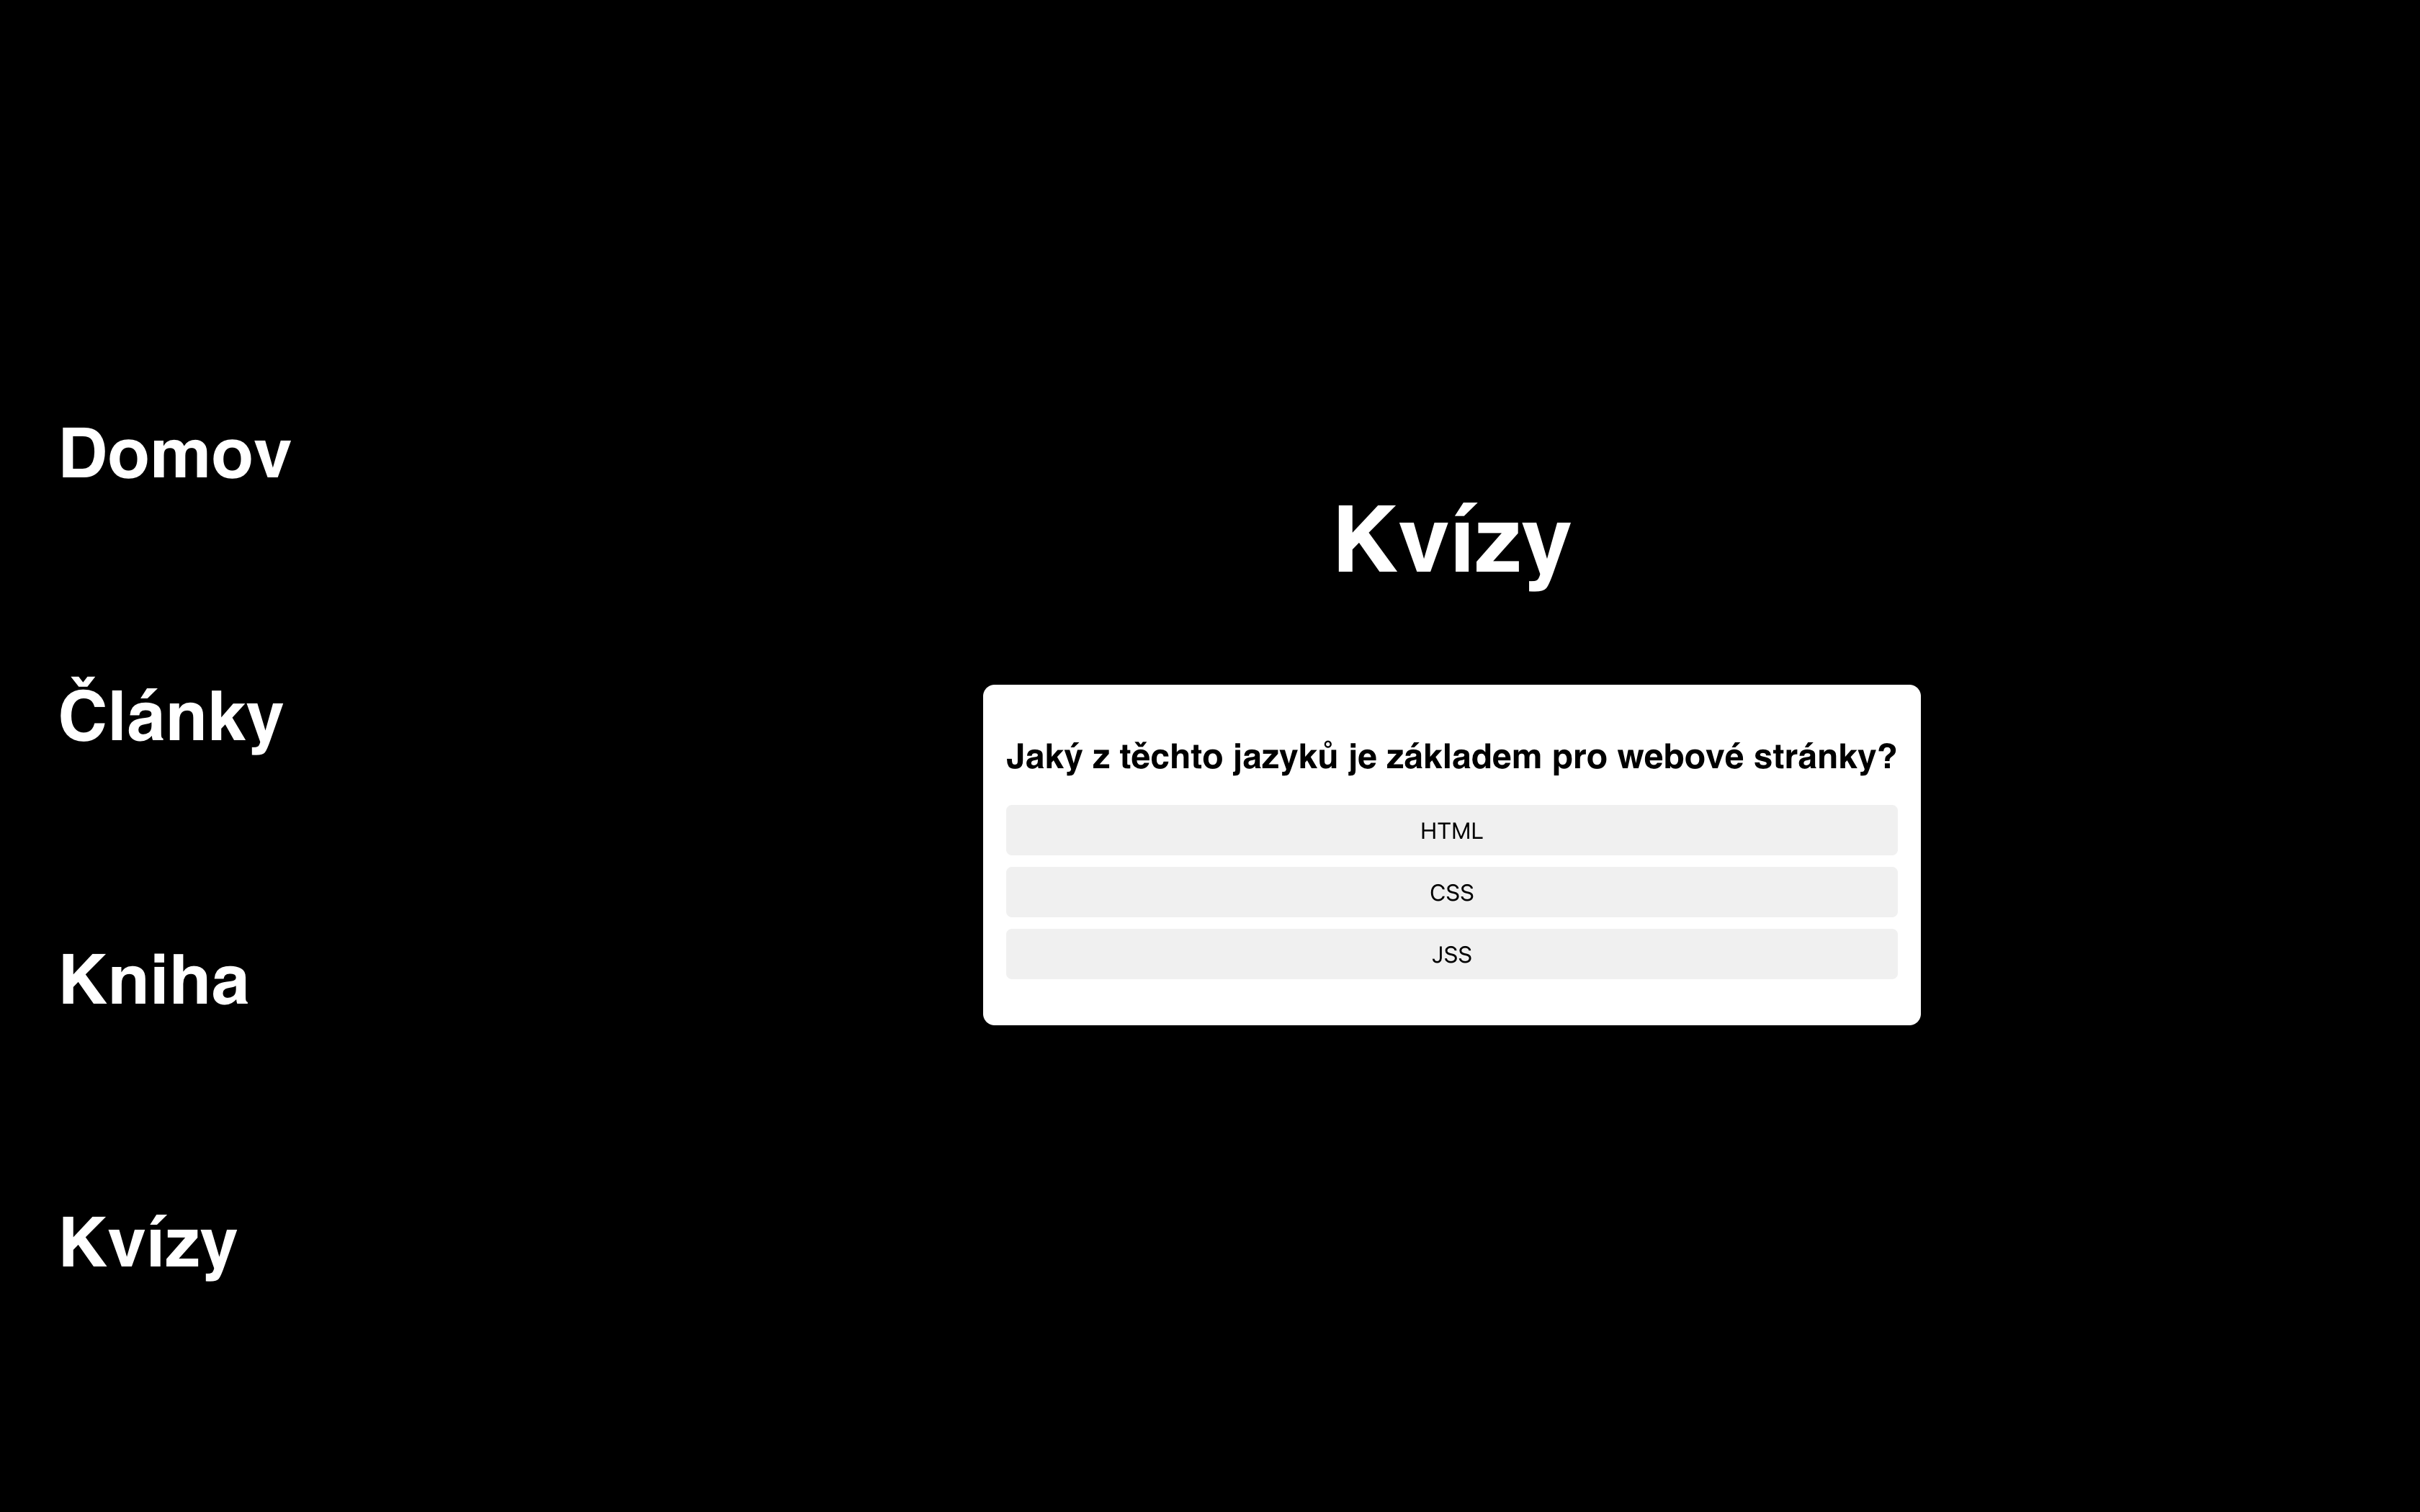 Domov
Články
Kniha
Kvízy
Kvízy
Jaký z těchto jazyků je základem pro webové stránky?
HTML
CSS
JSS